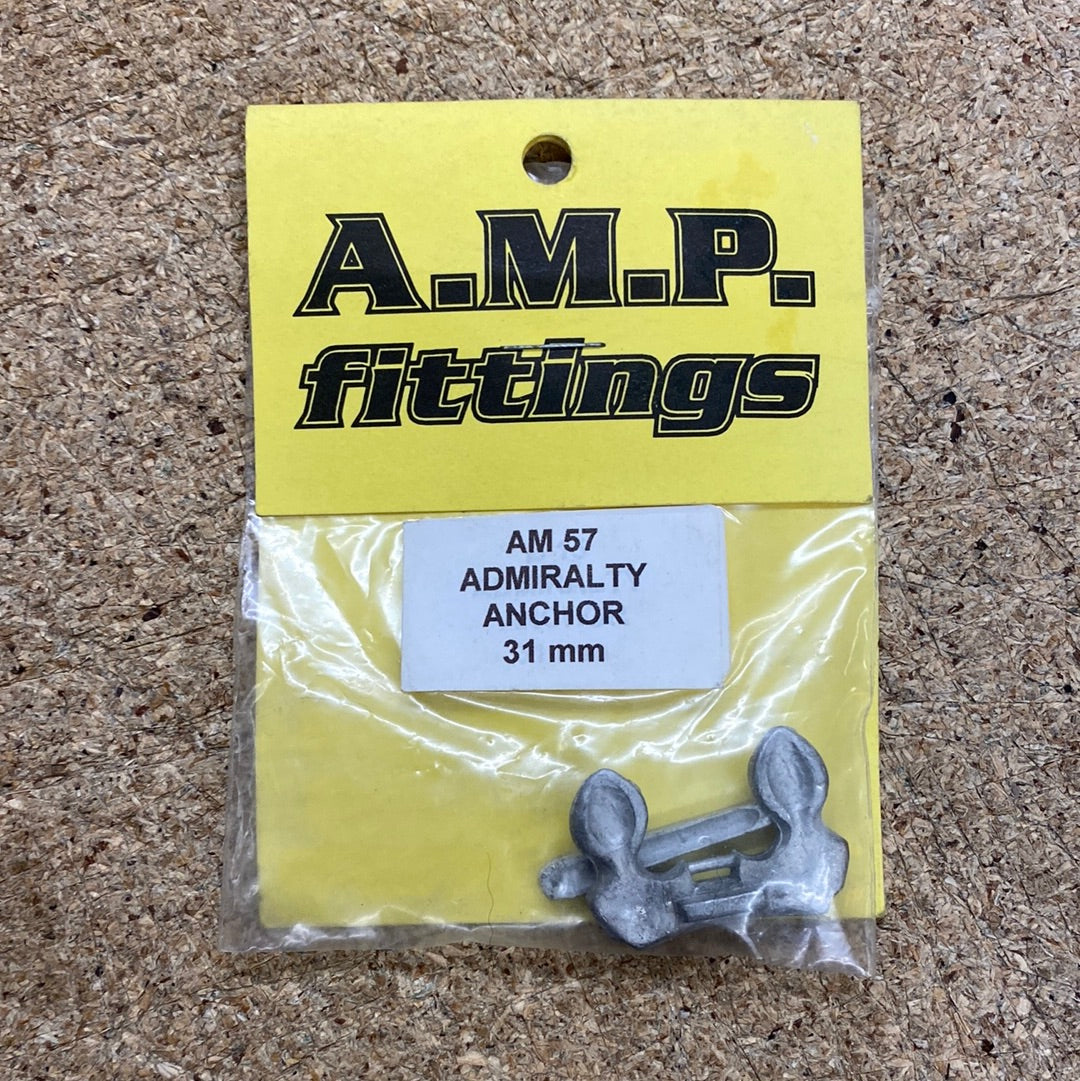 A.M.P.
fittings
AM 57
ADMIRALTY
ANCHOR
31 mm